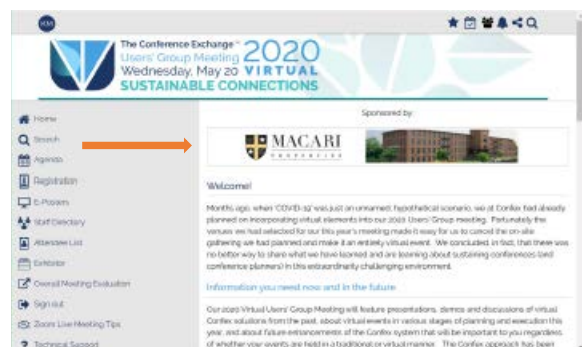 KM
The Conference Exchange
Users' Group Meeting 2020
Wednesday, May 20 VIRTUAL
SUSTAINABLE CONNECTIONS
Home
Search
Agenda
Registration
E-Posters
Staff Directory
Attendee List
Exhibitor
Overall Meeting Evaluation
Sign out
Zoom Live Meeting Tips
Technical Support
Sponsored by:
MACARI
PROPERTIES
Welcome!
Months ago, when 'COVID-19' was just an unnamed, hypothetical scenario, we at Confex had already
planned on incorporating virtual elements into our 2020 Users' Group meeting. Fortunately the
venues we had selected for our this year's meeting made it easy for us to cancel the on-site
gathering we had planned and make it an entirely virtual event. We concluded, in fact, that there was
no better way to share what we have learned and are learning about sustaining conferences (and
conference planners) in this extraordinarily challenging environment.
Information you need now and in the future
Our 2020 Virtual Users' Group Meeting will feature presentations, demos and discussions of virtual
Confex solutions from the past, about virtual events in various stages of planning and execution this
year, and about future enhancements of the Confex system that will be important to you regardless
of whether your events are held in a traditional or virtual manner. The Confex approach has been